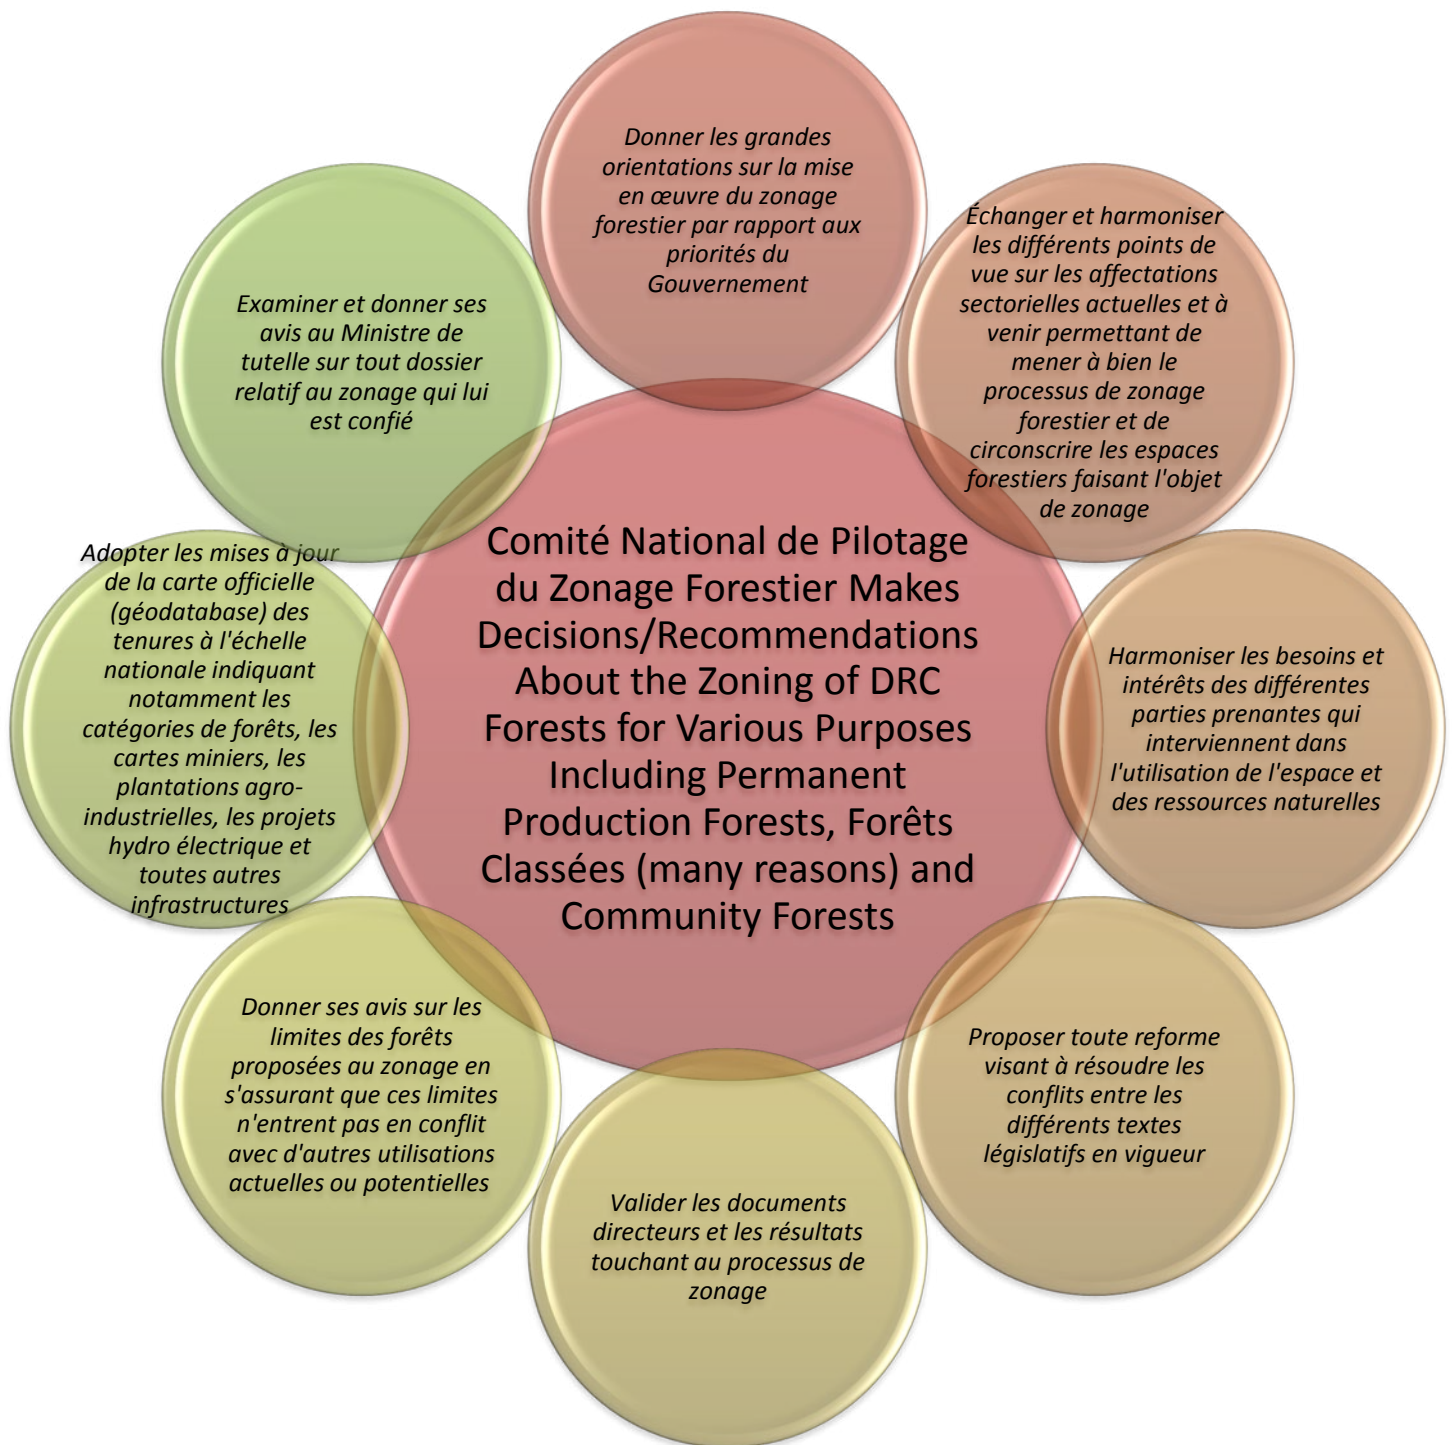 Donner les grandes
orientations sur la mise
en œuvre du zonage
forestier par rapport aux
priorités du
Gouvernement
Échanger et harmoniser
les différents points de
vue sur les affectations
sectorielles actuelles et à
venir permettant de
mener à bien le
processus de zonage
forestier et de
circonscrire les espaces
forestiers faisant l'objet
de zonage
Harmoniser les besoins et
intérêts des différentes
parties prenantes qui
interviennent dans
l'utilisation de l'espace et
des ressources naturelles
Proposer toute reforme
visant à résoudre les
conflits entre les
différents textes
législatifs en vigueur
Valider les documents
directeurs et les résultats
touchant au processus de
zonage
Donner ses avis sur les
limites des forêts
proposées au zonage en
s'assurant que ces limites
n'entrent pas en conflit
avec d'autres utilisations
actuelles ou potentielles
Adopter les mises à jour
de la carte officielle
(géodatabase) des
tenures à l'échelle
nationale indiquant
notamment les
catégories de forêts, les
cartes miniers, les
plantations agro-
industrielles, les projets
hydro électrique et
toutes autres
infrastructures
Examiner et donner ses
avis au Ministre de
tutelle sur tout dossier
relatif au zonage qui lui
est confié
Comité National de Pilotage
du Zonage Forestier Makes
Decisions/Recommendations
About the Zoning of DRC
Forests for Various Purposes
Including Permanent
Production Forests, Forêts
Classées (many reasons) and
Community Forests